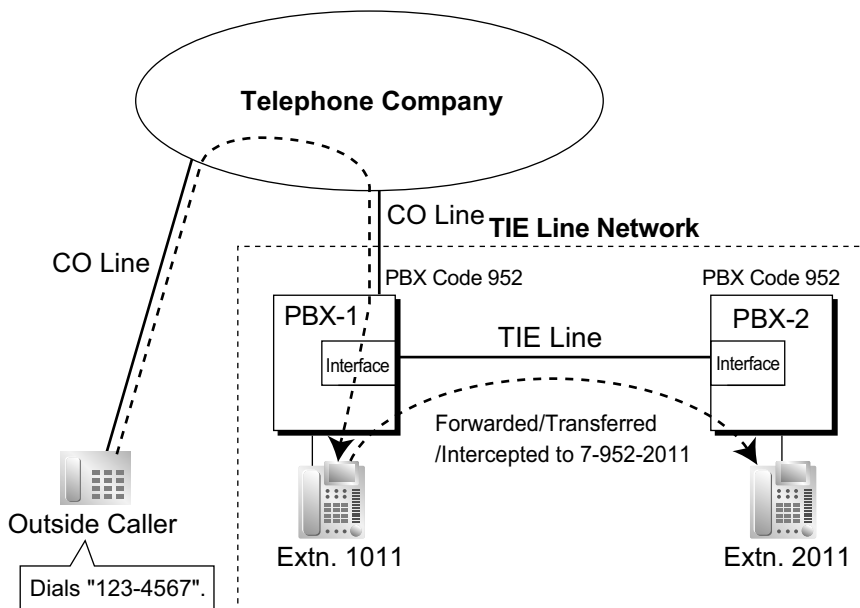 Telephone Company
CO Line
CO Line
TIE Line Network
PBX Code 952
PBX Code 952
PBX-1
PBX-2
TIE Line
Interface
Interface
Forwarded/Transferred
/Intercepted to 7-952-2011
Outside Caller
Extn. 1011
Extn. 2011
Dials "123-4567".